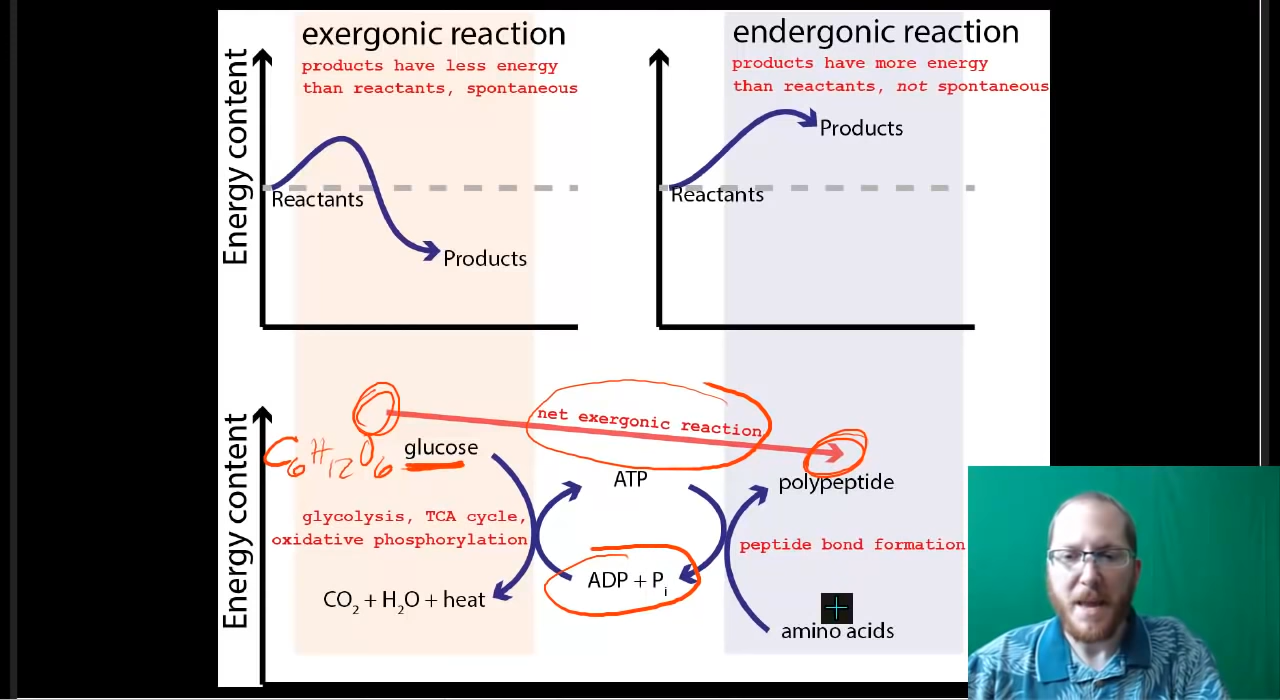 exergonic reaction
products have less energy
than reactants, spontaneous
Energy content
Reactants
Products
endergonic reaction
products have more energy
than reactants, not spontaneous
Energy content
Products
Reactants
Energy content
net exergonic reaction
C6H12O6 glucose
ATP
polypeptide
glycolysis, TCA cycle,
oxidative phosphorylation
peptide bond formation
ADP + Pi
CO2 + H2O + heat
amino acids